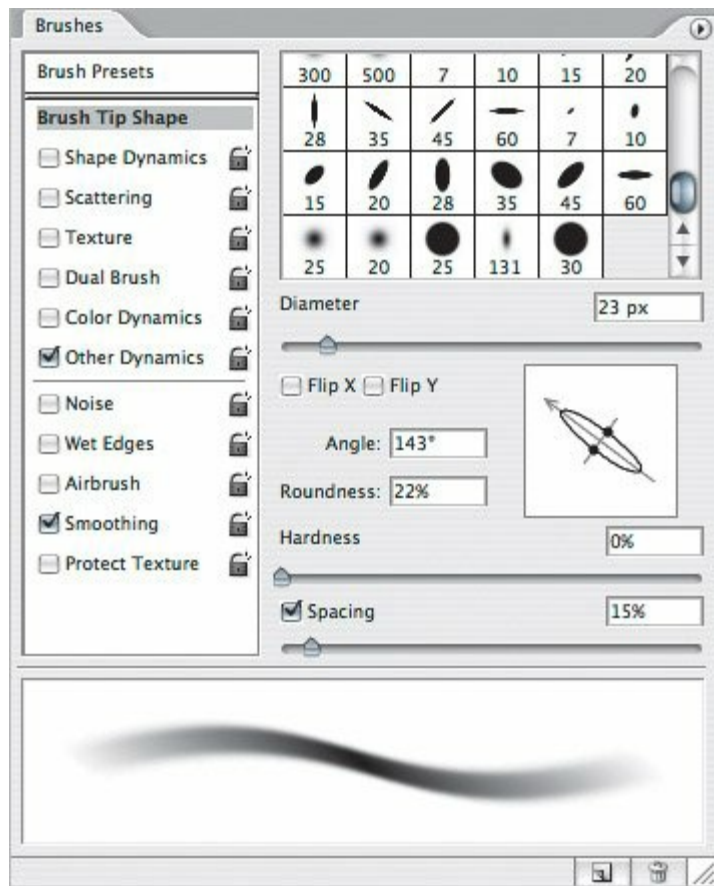 Brushes
Brush Presets
Brush Tip Shape
Shape Dynamics
Scattering
Texture
Dual Brush
Color Dynamics
Other Dynamics
Noise
Wet Edges
Airbrush
Smoothing
Protect Texture
300 500 7 10 15 20
28 35 45 60 7 10
15 20 28 35 45 60
25 20 25 131 30
Diameter 23 px
Flip X Flip Y
Angle: 143°
Roundness: 22%
Hardness 0%
Spacing 15%